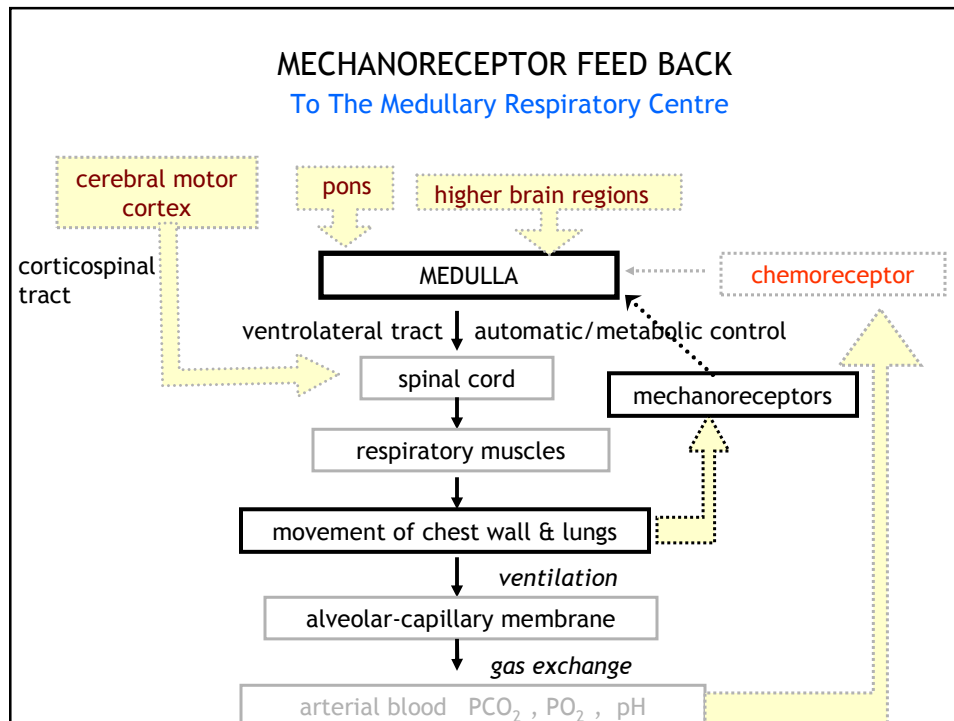 MECHANORECEPTOR FEED BACK
To The Medullary Respiratory Centre
cerebral motor
cortex
pons
higher brain regions
corticospinal
tract
MEDULLA
chemoreceptor
ventrolateral tract
automatic/metabolic control
spinal cord
mechanoreceptors
respiratory muscles
movement of chest wall & lungs
ventilation
alveolar-capillary membrane
gas exchange
arterial blood PCO₂ , PO₂ , pH